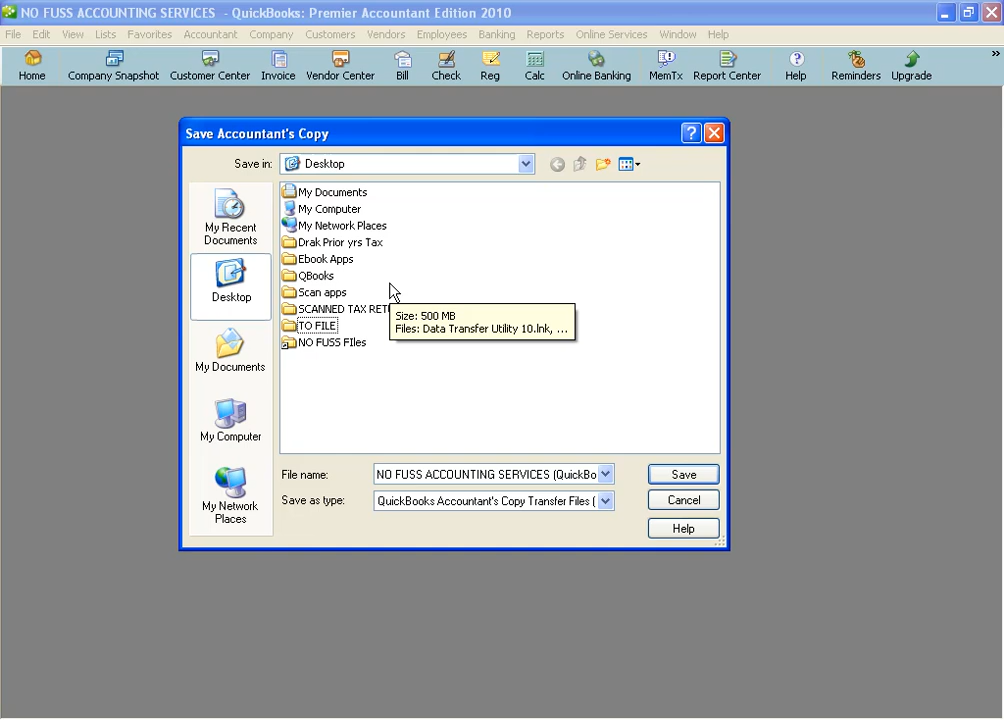 NO FUSS ACCOUNTING SERVICES - QuickBooks: Premier Accountant Edition 2010
File Edit View Lists Favorites Accountant Company Customers Vendors Employees Banking Reports Online Services Window Help
Home Company Snapshot Customer Center Invoice Vendor Center Bill Check Reg Calc Online Banking MemTx Report Center Help Reminders Upgrade »
Save Accountant's Copy
Save in: Desktop
My Recent Documents
Desktop
My Documents
My Computer
My Network Places
My Documents
My Computer
My Network Places
Drak Prior yrs Tax
Ebook Apps
QBooks
Scan apps
SCANNED TAX RET
TO FILE
NO FUSS FIles
Size: 500 MB
Files: Data Transfer Utility 10.lnk, ...
File name: NO FUSS ACCOUNTING SERVICES (QuickBo Save
Save as type: QuickBooks Accountant's Copy Transfer Files ( Cancel
Help